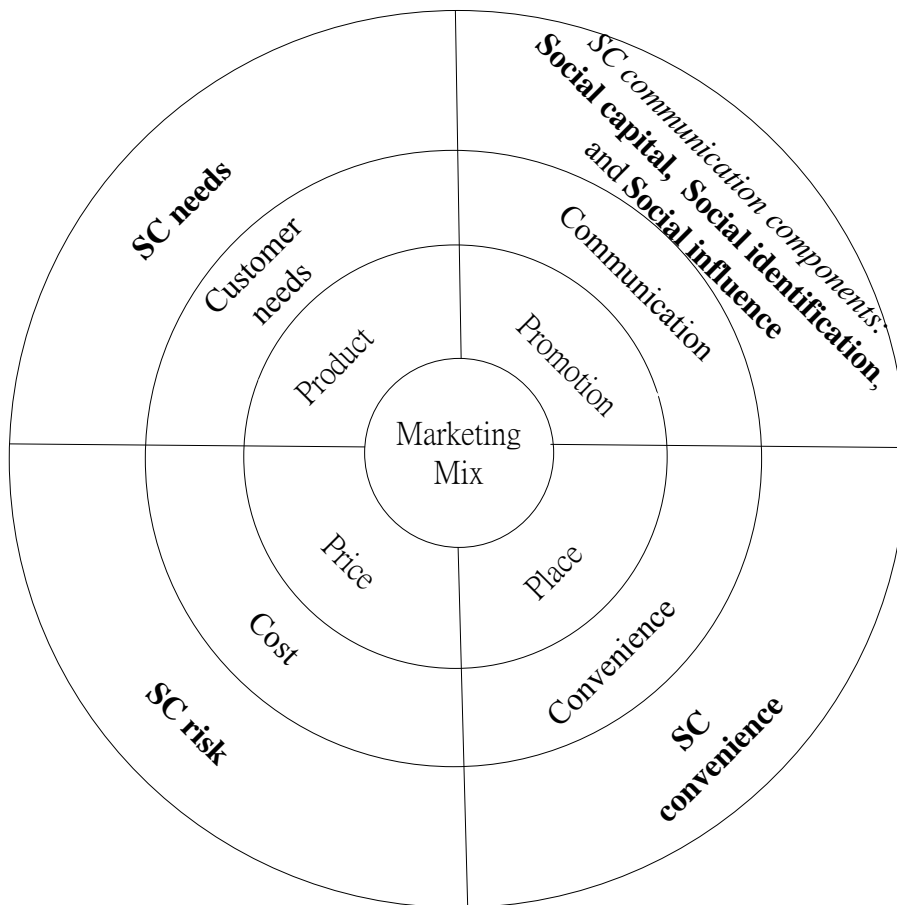 SC needs
Customer
needs
Product
SC communication components:
Social capital, Social identification,
and Social influence
Communication
Promotion
Marketing
Mix
Price
Cost
SC risk
Place
Convenience
SC
convenience